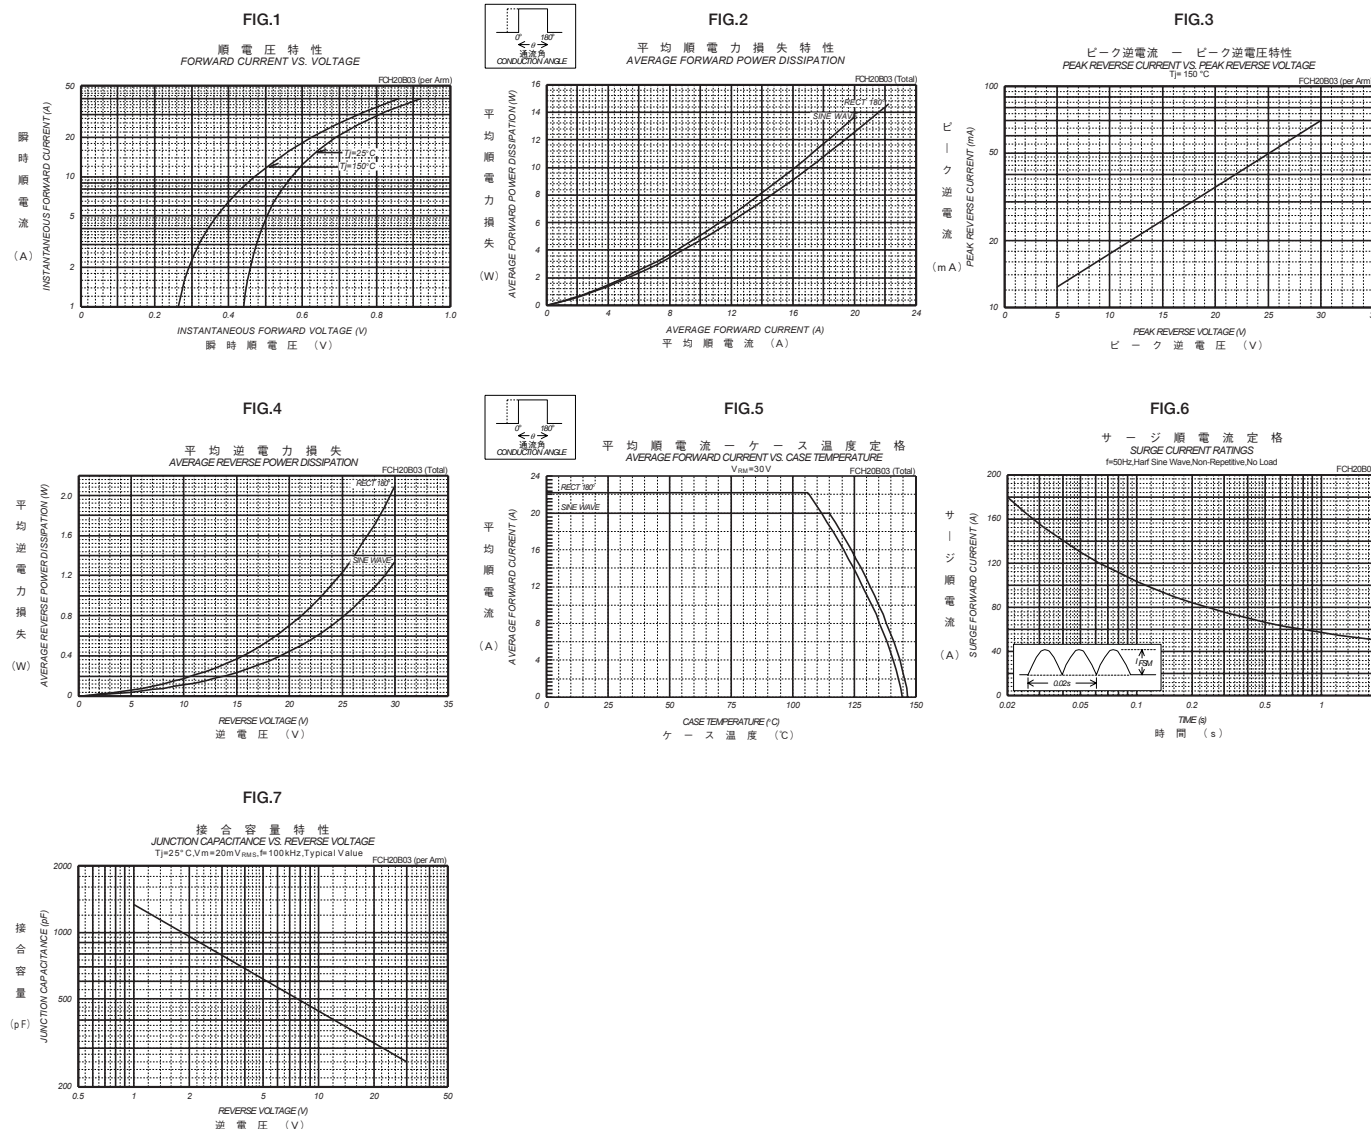 FIG.1
順電圧特性
FORWARD CURRENT VS. VOLTAGE
FCH20B03 (per Arm)
瞬時順電流 (A)
INSTANTANEOUS FORWARD CURRENT (A)
50
20
10
5
2
1
Tj=25°C
Tj=150°C
0 0.2 0.4 0.6 0.8 1.0
INSTANTANEOUS FORWARD VOLTAGE (V)
瞬時順電圧 (V)
0° 180°
θ
通流角
CONDUCTION ANGLE
FIG.2
平均順電力損失特性
AVERAGE FORWARD POWER DISSIPATION
FCH20B03 (Total)
平均順電力損失 (W)
AVERAGE FORWARD POWER DISSIPATION (W)
16
14
12
10
8
6
4
2
0
RECT 180°
SINE WAVE
0 4 8 12 16 20 24
AVERAGE FORWARD CURRENT (A)
平均順電流 (A)
FIG.3
ピーク逆電流 ー ピーク逆電圧特性
PEAK REVERSE CURRENT VS. PEAK REVERSE VOLTAGE
Tj= 150 °C
FCH20B03 (per Arm)
ピーク逆電流 (mA)
PEAK REVERSE CURRENT (mA)
100
50
20
10
0 5 10 15 20 25 30
PEAK REVERSE VOLTAGE (V)
ピーク逆電圧 (V)
FIG.4
平均逆電力損失
AVERAGE REVERSE POWER DISSIPATION
FCH20B03 (Total)
平均逆電力損失 (W)
AVERAGE REVERSE POWER DISSIPATION (W)
2.0
1.6
1.2
0.8
0.4
0
RECT 180°
SINE WAVE
0 5 10 15 20 25 30 35
REVERSE VOLTAGE (V)
逆電圧 (V)
0° 180°
θ
通流角
CONDUCTION ANGLE
FIG.5
平均順電流ーケース温度定格
AVERAGE FORWARD CURRENT VS. CASE TEMPERATURE
VRM=30V
FCH20B03 (Total)
平均順電流 (A)
AVERAGE FORWARD CURRENT (A)
24
20
16
12
8
4
0
RECT 180°
SINE WAVE
0 25 50 75 100 125 150
CASE TEMPERATURE (°C)
ケース温度 (℃)
FIG.6
サージ順電流定格
SURGE CURRENT RATINGS
f=50Hz,Harf Sine Wave,Non-Repetitive,No Load
FCH20B0
サージ順電流 (A)
SURGE FORWARD CURRENT (A)
200
160
120
80
40
0
IFSM
0.02s
0.02 0.05 0.1 0.2 0.5 1
TIME (s)
時間 (s)
FIG.7
接合容量特性
JUNCTION CAPACITANCE VS. REVERSE VOLTAGE
Tj=25°C,Vm=20mVRMS,f=100kHz,Typical Value
FCH20B03 (per Arm)
接合容量 (pF)
JUNCTION CAPACITANCE (pF)
2000
1000
500
200
0.5 1 2 5 10 20 50
REVERSE VOLTAGE (V)
逆電圧 (V)